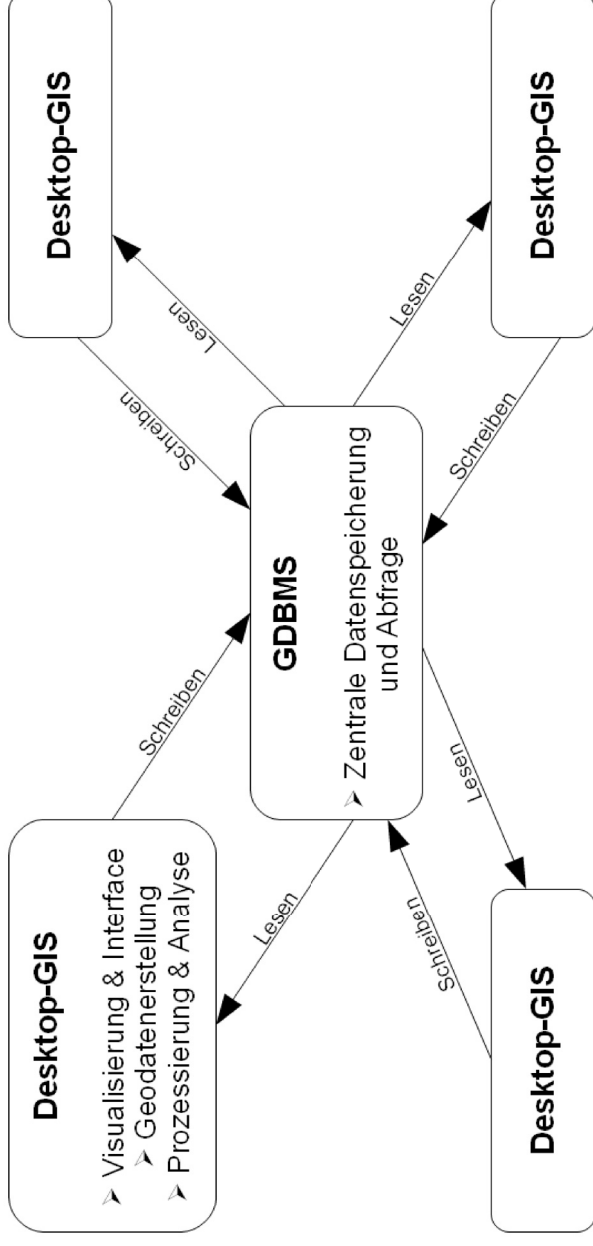 Desktop-GIS
➢ Visualisierung & Interface
➢ Geodatenerstellung
➢ Prozessierung & Analyse
Schreiben
Lesen
Desktop-GIS
Schreiben
Lesen
GDBMS
➢ Zentrale Datenspeicherung
und Abfrage
Schreiben
Lesen
Desktop-GIS
Lesen
Schreiben
Desktop-GIS